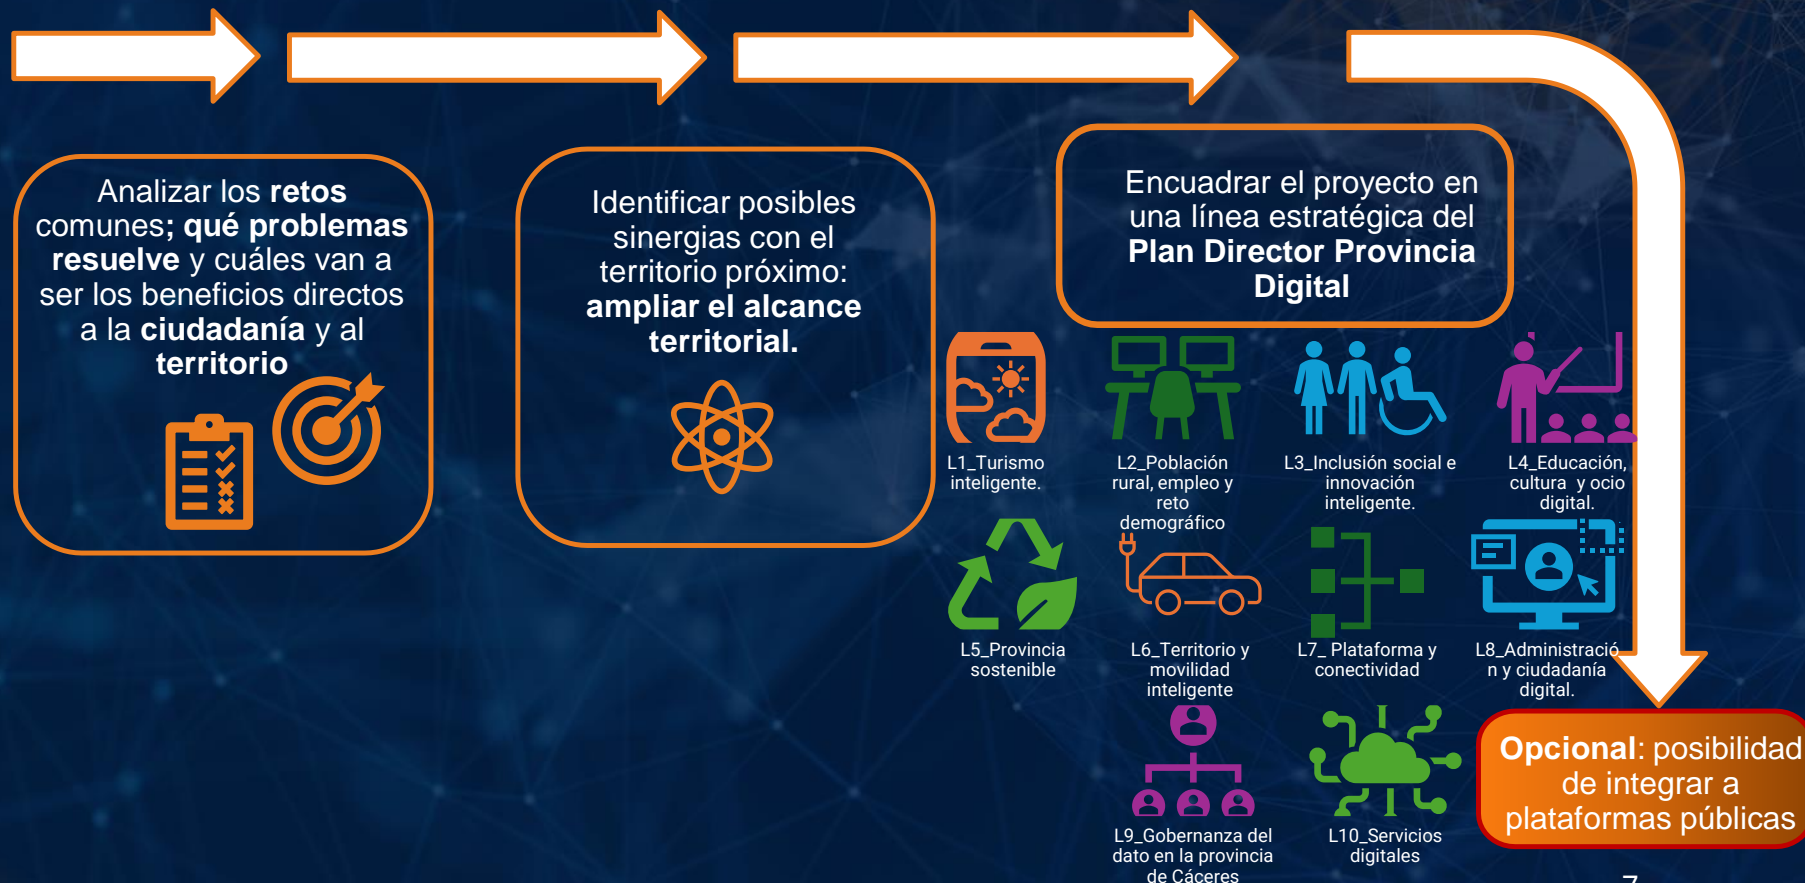 Analizar los retos
comunes; qué problemas
resuelve y cuáles van a
ser los beneficios directos
a la ciudadanía y al
territorio
Identificar posibles
sinergias con el
territorio próximo:
ampliar el alcance
territorial.
Encuadrar el proyecto en
una línea estratégica del
Plan Director Provincia
Digital
L1_Turismo
inteligente.
L2_Población
rural, empleo y
reto
demográfico
L3_Inclusión social e
innovación
inteligente.
L4_Educación,
cultura y ocio
digital.
L5_Provincia
sostenible
L6_Territorio y
movilidad
inteligente
L7_ Plataforma y
conectividad
L8_Administració
n y ciudadanía
digital.
L9_Gobernanza del
dato en la provincia
de Cáceres
L10_Servicios
digitales
Opcional: posibilidad
de integrar a
plataformas públicas
7